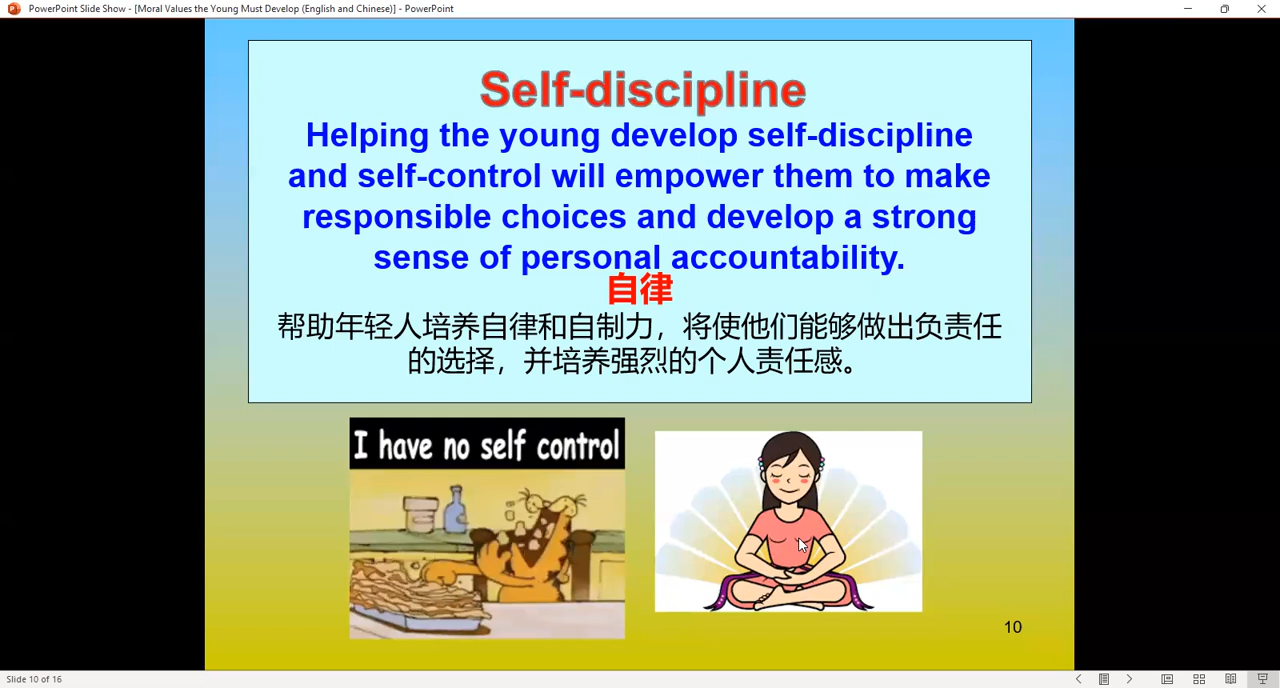 PowerPoint Slide Show - [Moral Values the Young Must Develop (English and Chinese)] - PowerPoint
Self-discipline
Helping the young develop self-discipline
and self-control will empower them to make
responsible choices and develop a strong
sense of personal accountability.
自律
帮助年轻人培养自律和自制力，将使他们能够做出负责任
的选择，并培养强烈的个人责任感。
I have no self control
10
Slide 10 of 16